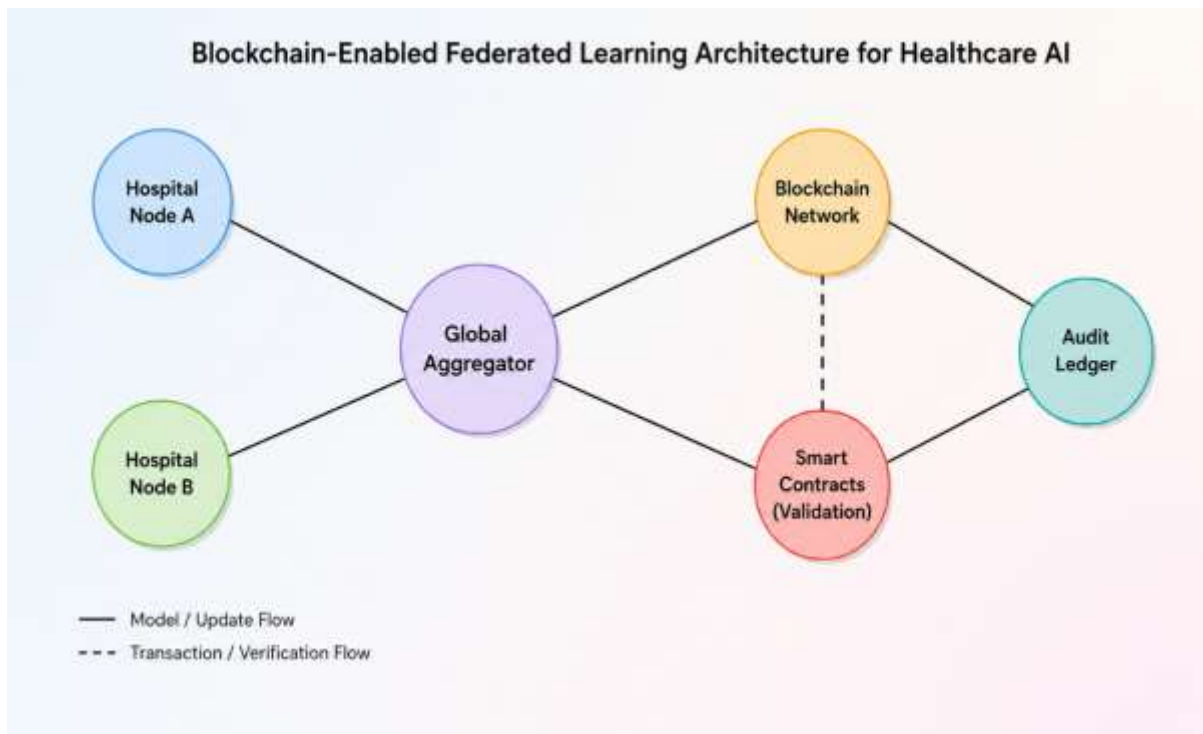 Blockchain-Enabled Federated Learning Architecture for Healthcare AI
Hospital
Node A
Blockchain
Network
Global
Aggregator
Audit
Ledger
Hospital
Node B
Smart
Contracts
(Validation)
Model / Update Flow
Transaction / Verification Flow